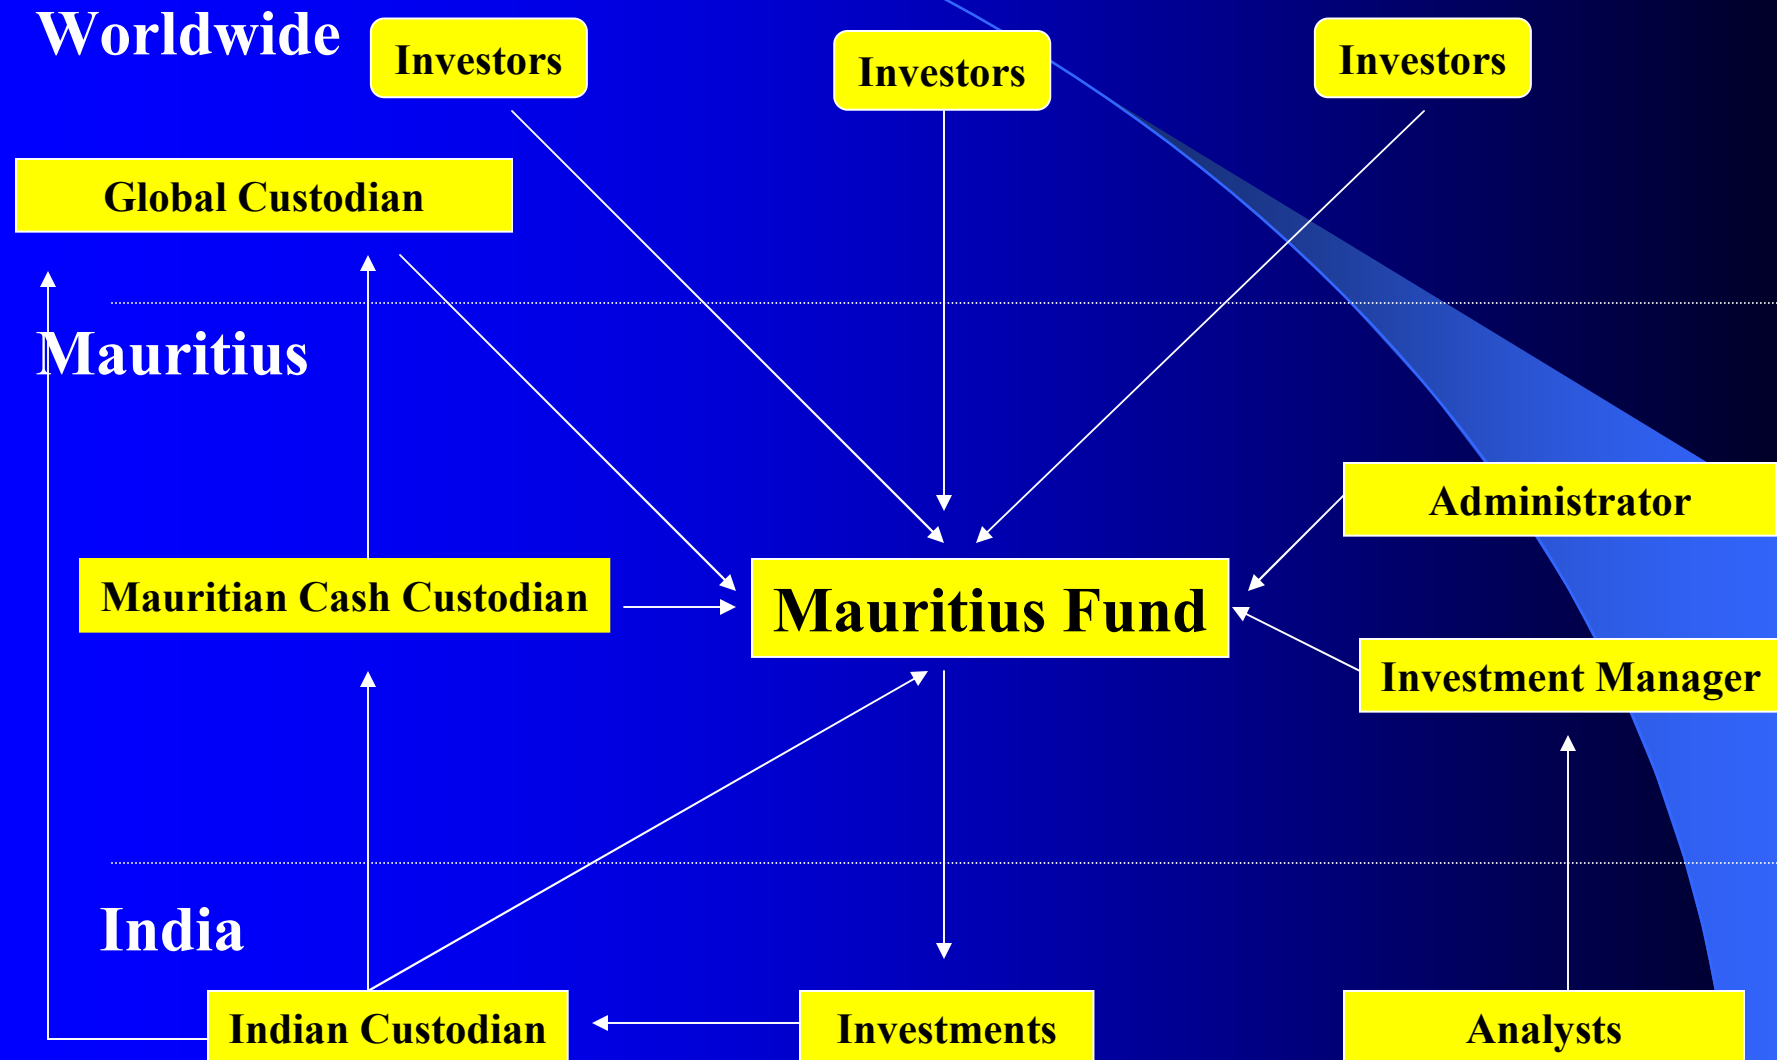 Worldwide
Investors
Investors
Investors
Global Custodian
Mauritius
Administrator
Mauritian Cash Custodian
Mauritius Fund
Investment Manager
India
Indian Custodian
Investments
Analysts